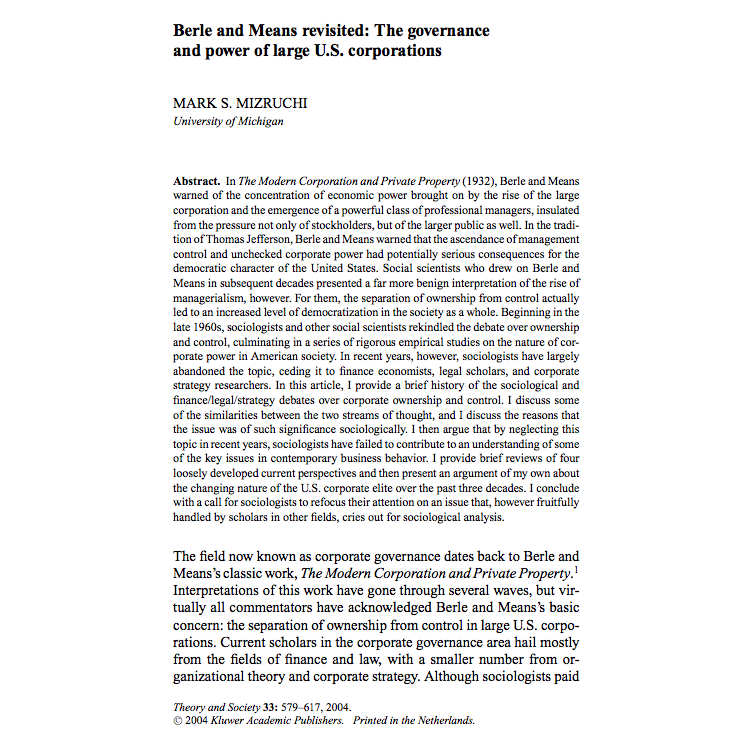 Berle and Means revisited: The governance
and power of large U.S. corporations
MARK S. MIZRUCHI
University of Michigan
Abstract. In The Modern Corporation and Private Property (1932), Berle and Means
warned of the concentration of economic power brought on by the rise of the large
corporation and the emergence of a powerful class of professional managers, insulated
from the pressure not only of stockholders, but of the larger public as well. In the tradi-
tion of Thomas Jefferson, Berle and Means warned that the ascendance of management
control and unchecked corporate power had potentially serious consequences for the
democratic character of the United States. Social scientists who drew on Berle and
Means in subsequent decades presented a far more benign interpretation of the rise of
managerialism, however. For them, the separation of ownership from control actually
led to an increased level of democratization in the society as a whole. Beginning in the
late 1960s, sociologists and other social scientists rekindled the debate over ownership
and control, culminating in a series of rigorous empirical studies on the nature of cor-
porate power in American society. In recent years, however, sociologists have largely
abandoned the topic, ceding it to finance economists, legal scholars, and corporate
strategy researchers. In this article, I provide a brief history of the sociological and
finance/legal/strategy debates over corporate ownership and control. I discuss some
of the similarities between the two streams of thought, and I discuss the reasons that
the issue was of such significance sociologically. I then argue that by neglecting this
topic in recent years, sociologists have failed to contribute to an understanding of some
of the key issues in contemporary business behavior. I provide brief reviews of four
loosely developed current perspectives and then present an argument of my own about
the changing nature of the U.S. corporate elite over the past three decades. I conclude
with a call for sociologists to refocus their attention on an issue that, however fruitfully
handled by scholars in other fields, cries out for sociological analysis.
The field now known as corporate governance dates back to Berle and
Means's classic work, The Modern Corporation and Private Property.1
Interpretations of this work have gone through several waves, but vir-
tually all commentators have acknowledged Berle and Means's basic
concern: the separation of ownership from control in large U.S. corpo-
rations. Current scholars in the corporate governance area hail mostly
from the fields of finance and law, with a smaller number from or-
ganizational theory and corporate strategy. Although sociologists paid
Theory and Society 33: 579–617, 2004.
© 2004 Kluwer Academic Publishers. Printed in the Netherlands.